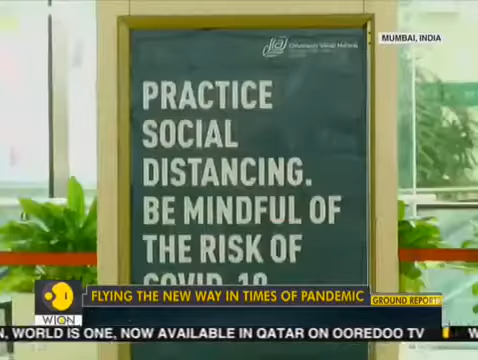 MUMBAI, INDIA
PRACTICE
SOCIAL
DISTANCING.
BE MINDFUL OF
THE RISK OF
COVID-19
FLYING THE NEW WAY IN TIMES OF PANDEMIC
GROUND REPORT
WION
N, WORLD IS ONE, NOW AVAILABLE IN QATAR ON OOREDOO TV